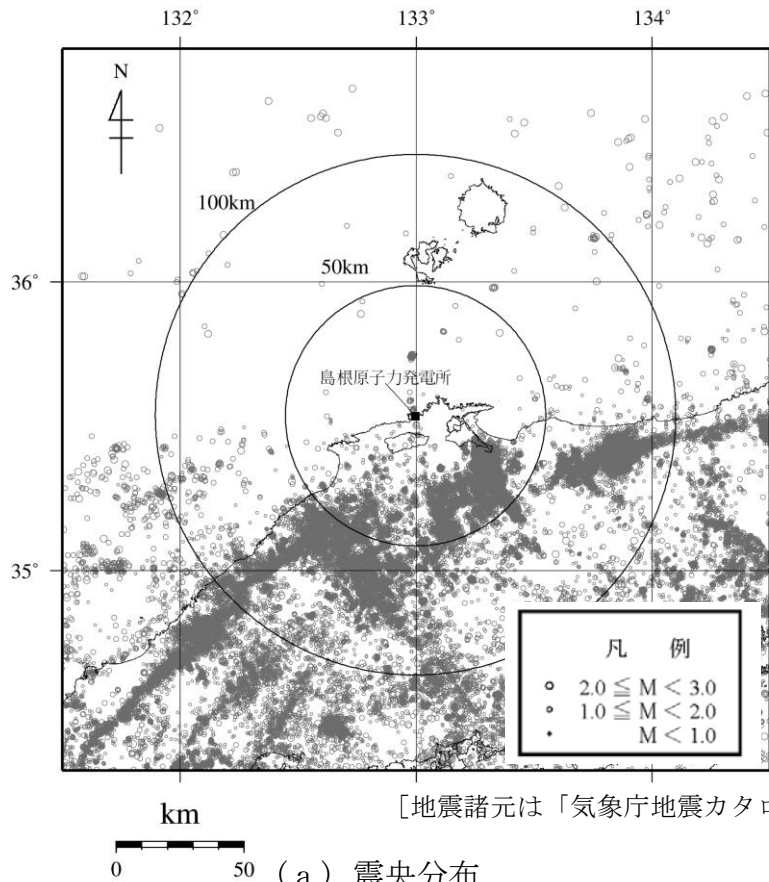 132° 133° 134°
N
100km
50km
36°
島根原子力発電所
35°
凡 例
2.0 ≦ M < 3.0
1.0 ≦ M < 2.0
M < 1.0
[地震諸元は「気象庁地震カタロ
km
0 50
(a) 震央分布